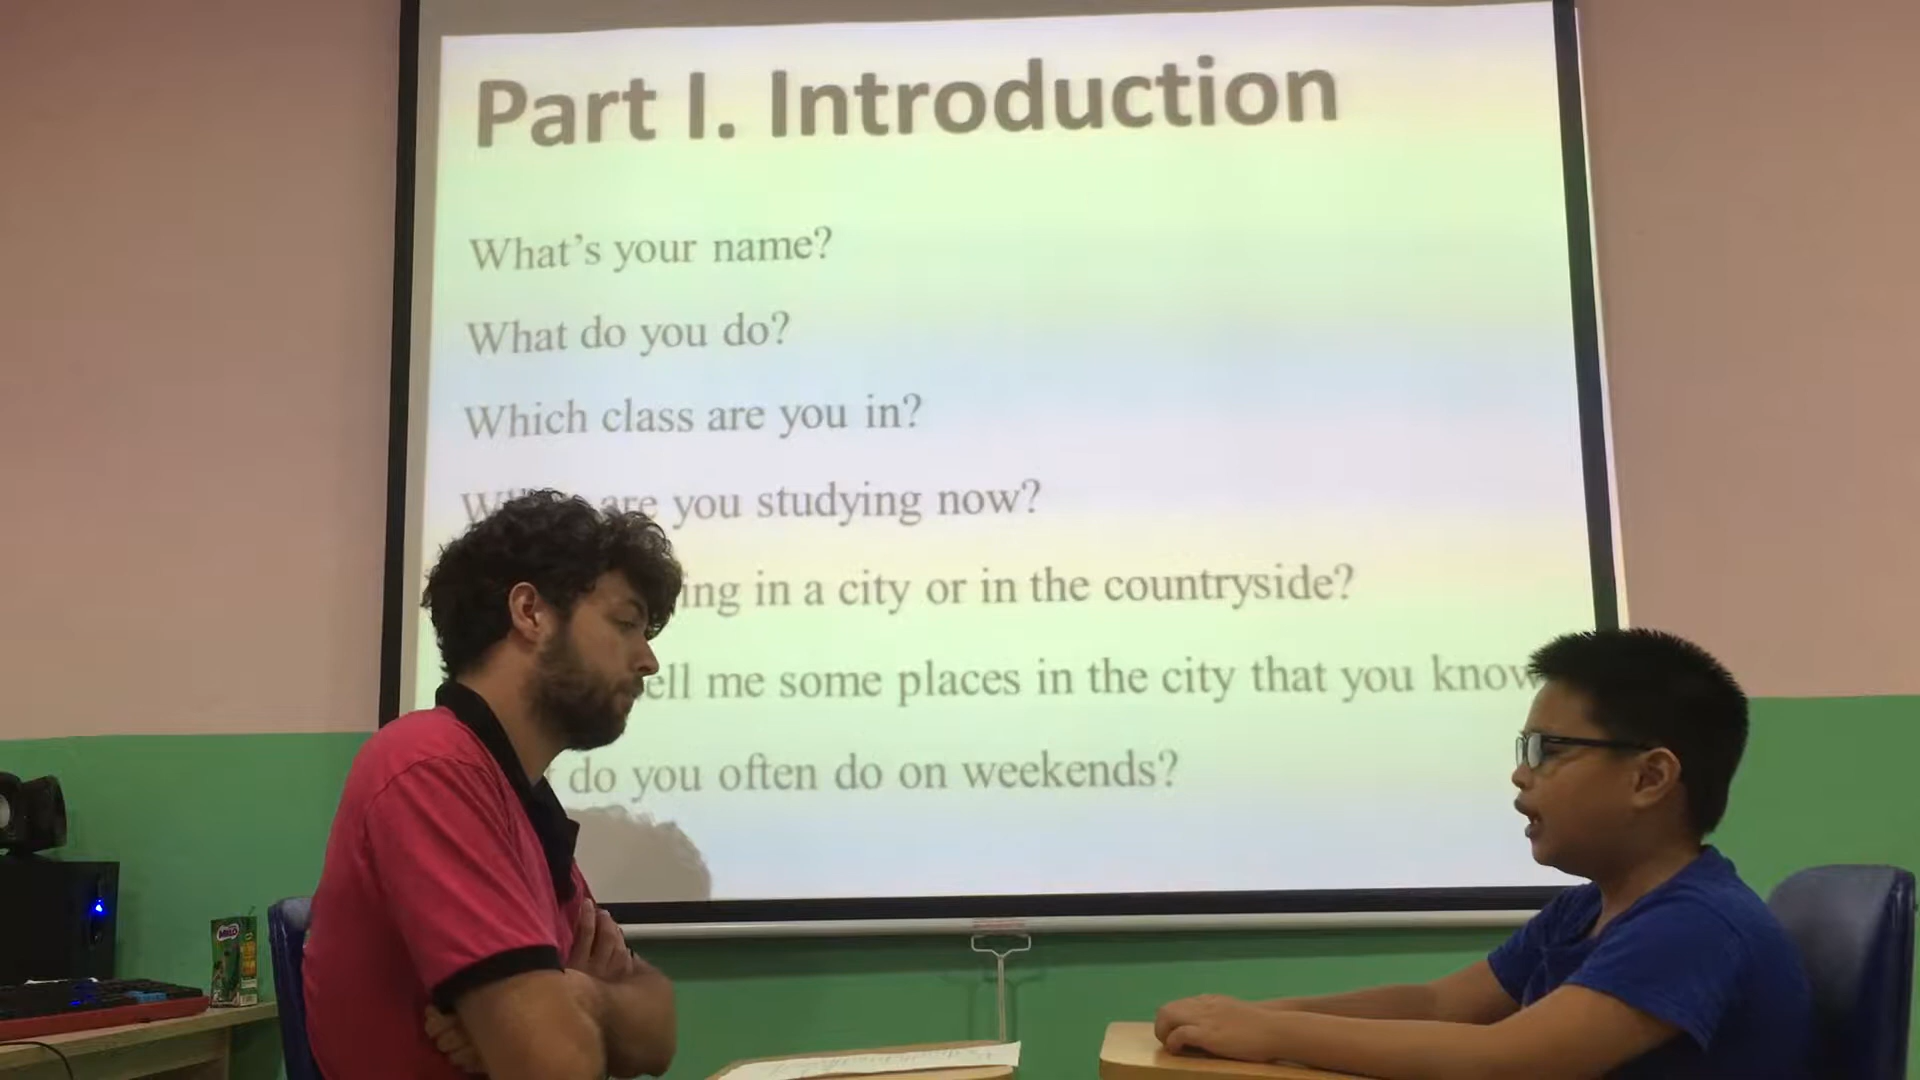 Part I. Introduction
What's your name?
What do you do?
Which class are you in?
are you studying now?
ing in a city or in the countryside?
ell me some places in the city that you know
do you often do on weekends?
MILO